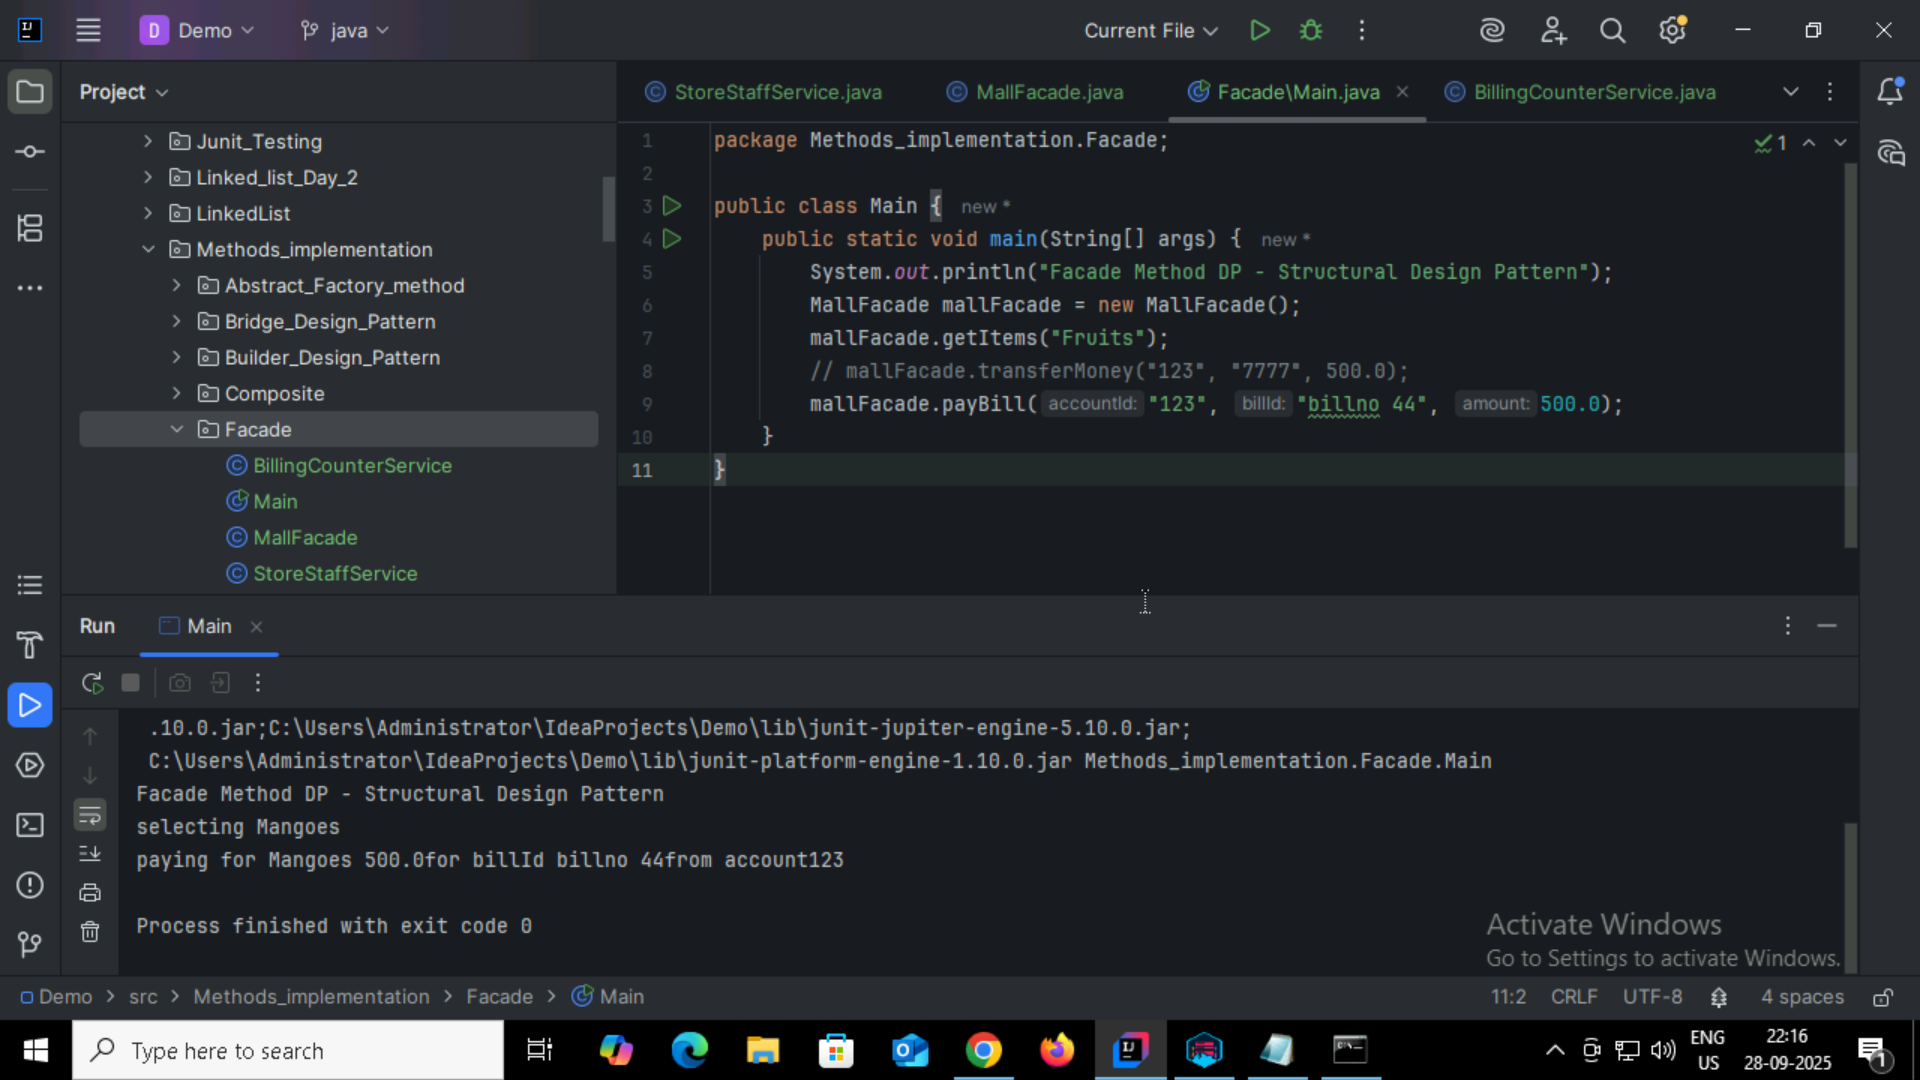 IJ
D Demo
java
Current File
Project
StoreStaffService.java
MallFacade.java
Facade\Main.java
BillingCounterService.java
Junit_Testing
Linked_list_Day_2
LinkedList
Methods_implementation
Abstract_Factory_method
Bridge_Design_Pattern
Builder_Design_Pattern
Composite
Facade
BillingCounterService
Main
MallFacade
StoreStaffService
1 package Methods_implementation.Facade;
2
3 public class Main { new *
4 public static void main(String[] args) { new *
5 System.out.println("Facade Method DP - Structural Design Pattern");
6 MallFacade mallFacade = new MallFacade();
7 mallFacade.getItems("Fruits");
8 // mallFacade.transferMoney("123", "7777", 500.0);
9 mallFacade.payBill( accountId: "123", billId: "billno 44", amount: 500.0);
10 }
11 }
1
Run
Main
.10.0.jar;C:\Users\Administrator\IdeaProjects\Demo\lib\junit-jupiter-engine-5.10.0.jar;
C:\Users\Administrator\IdeaProjects\Demo\lib\junit-platform-engine-1.10.0.jar Methods_implementation.Facade.Main
Facade Method DP - Structural Design Pattern
selecting Mangoes
paying for Mangoes 500.0for billId billno 44from account123
Process finished with exit code 0
Activate Windows
Go to Settings to activate Windows.
Demo > src > Methods_implementation > Facade > Main
11:2 CRLF UTF-8 4 spaces
Type here to search
ENG
US
22:16
28-09-2025
1